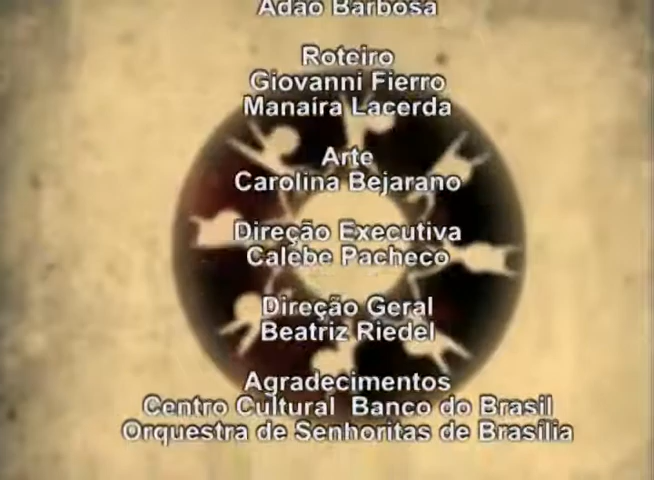 Adão Barbosa
Roteiro
Giovanni Fierro
Manaíra Lacerda
Arte
Carolina Bejarano
Direção Executiva
Calebe Pacheco
Direção Geral
Beatriz Riedel
Agradecimentos
Centro Cultural Banco do Brasil
Orquestra de Senhoritas de Brasília